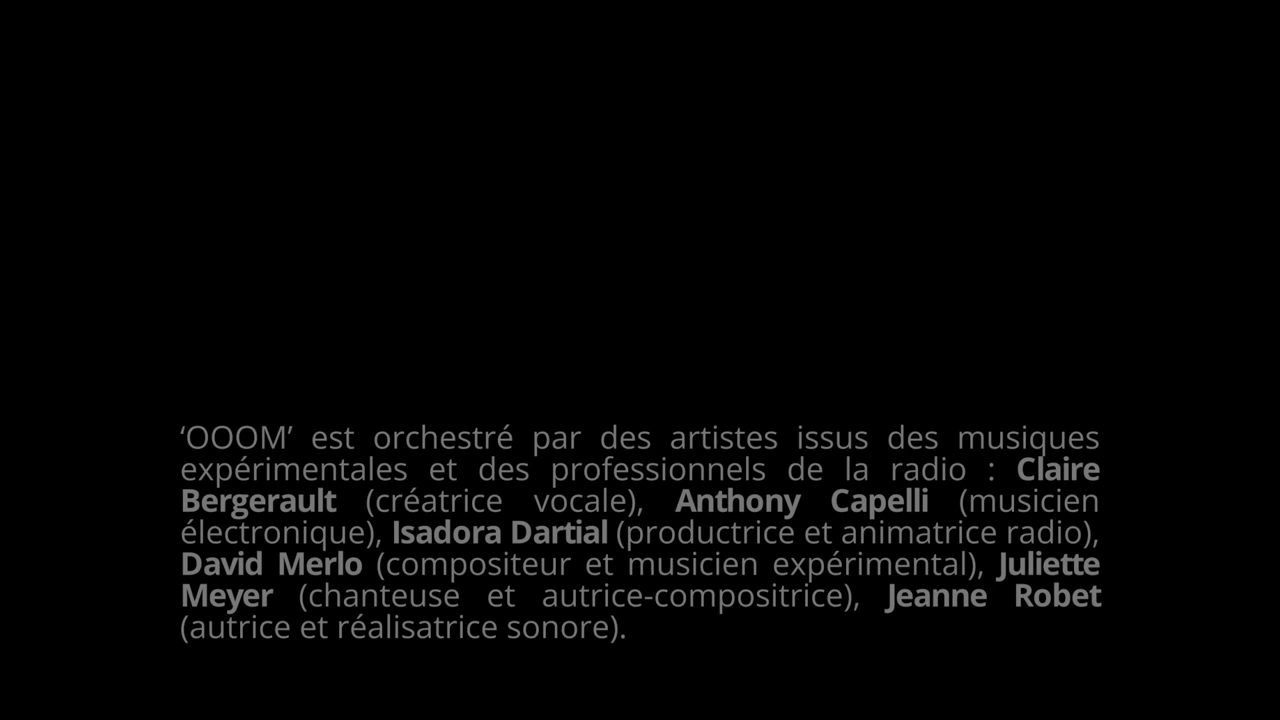 ‘OOOM’ est orchestré par des artistes issus des musiques
expérimentales et des professionnels de la radio : Claire
Bergerault (créatrice vocale), Anthony Capelli (musicien
électronique), Isadora Dartial (productrice et animatrice radio),
David Merlo (compositeur et musicien expérimental), Juliette
Meyer (chanteuse et autrice-compositrice), Jeanne Robet
(autrice et réalisatrice sonore).